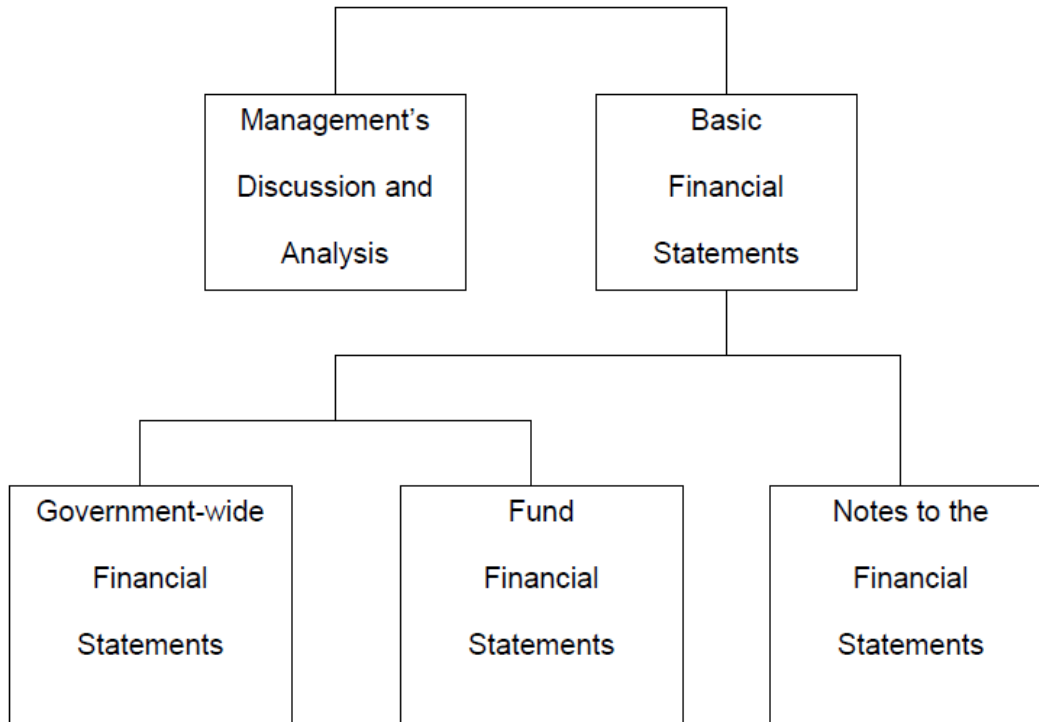 Management’s
Discussion and
Analysis
Basic
Financial
Statements
Government-wide
Financial
Statements
Fund
Financial
Statements
Notes to the
Financial
Statements